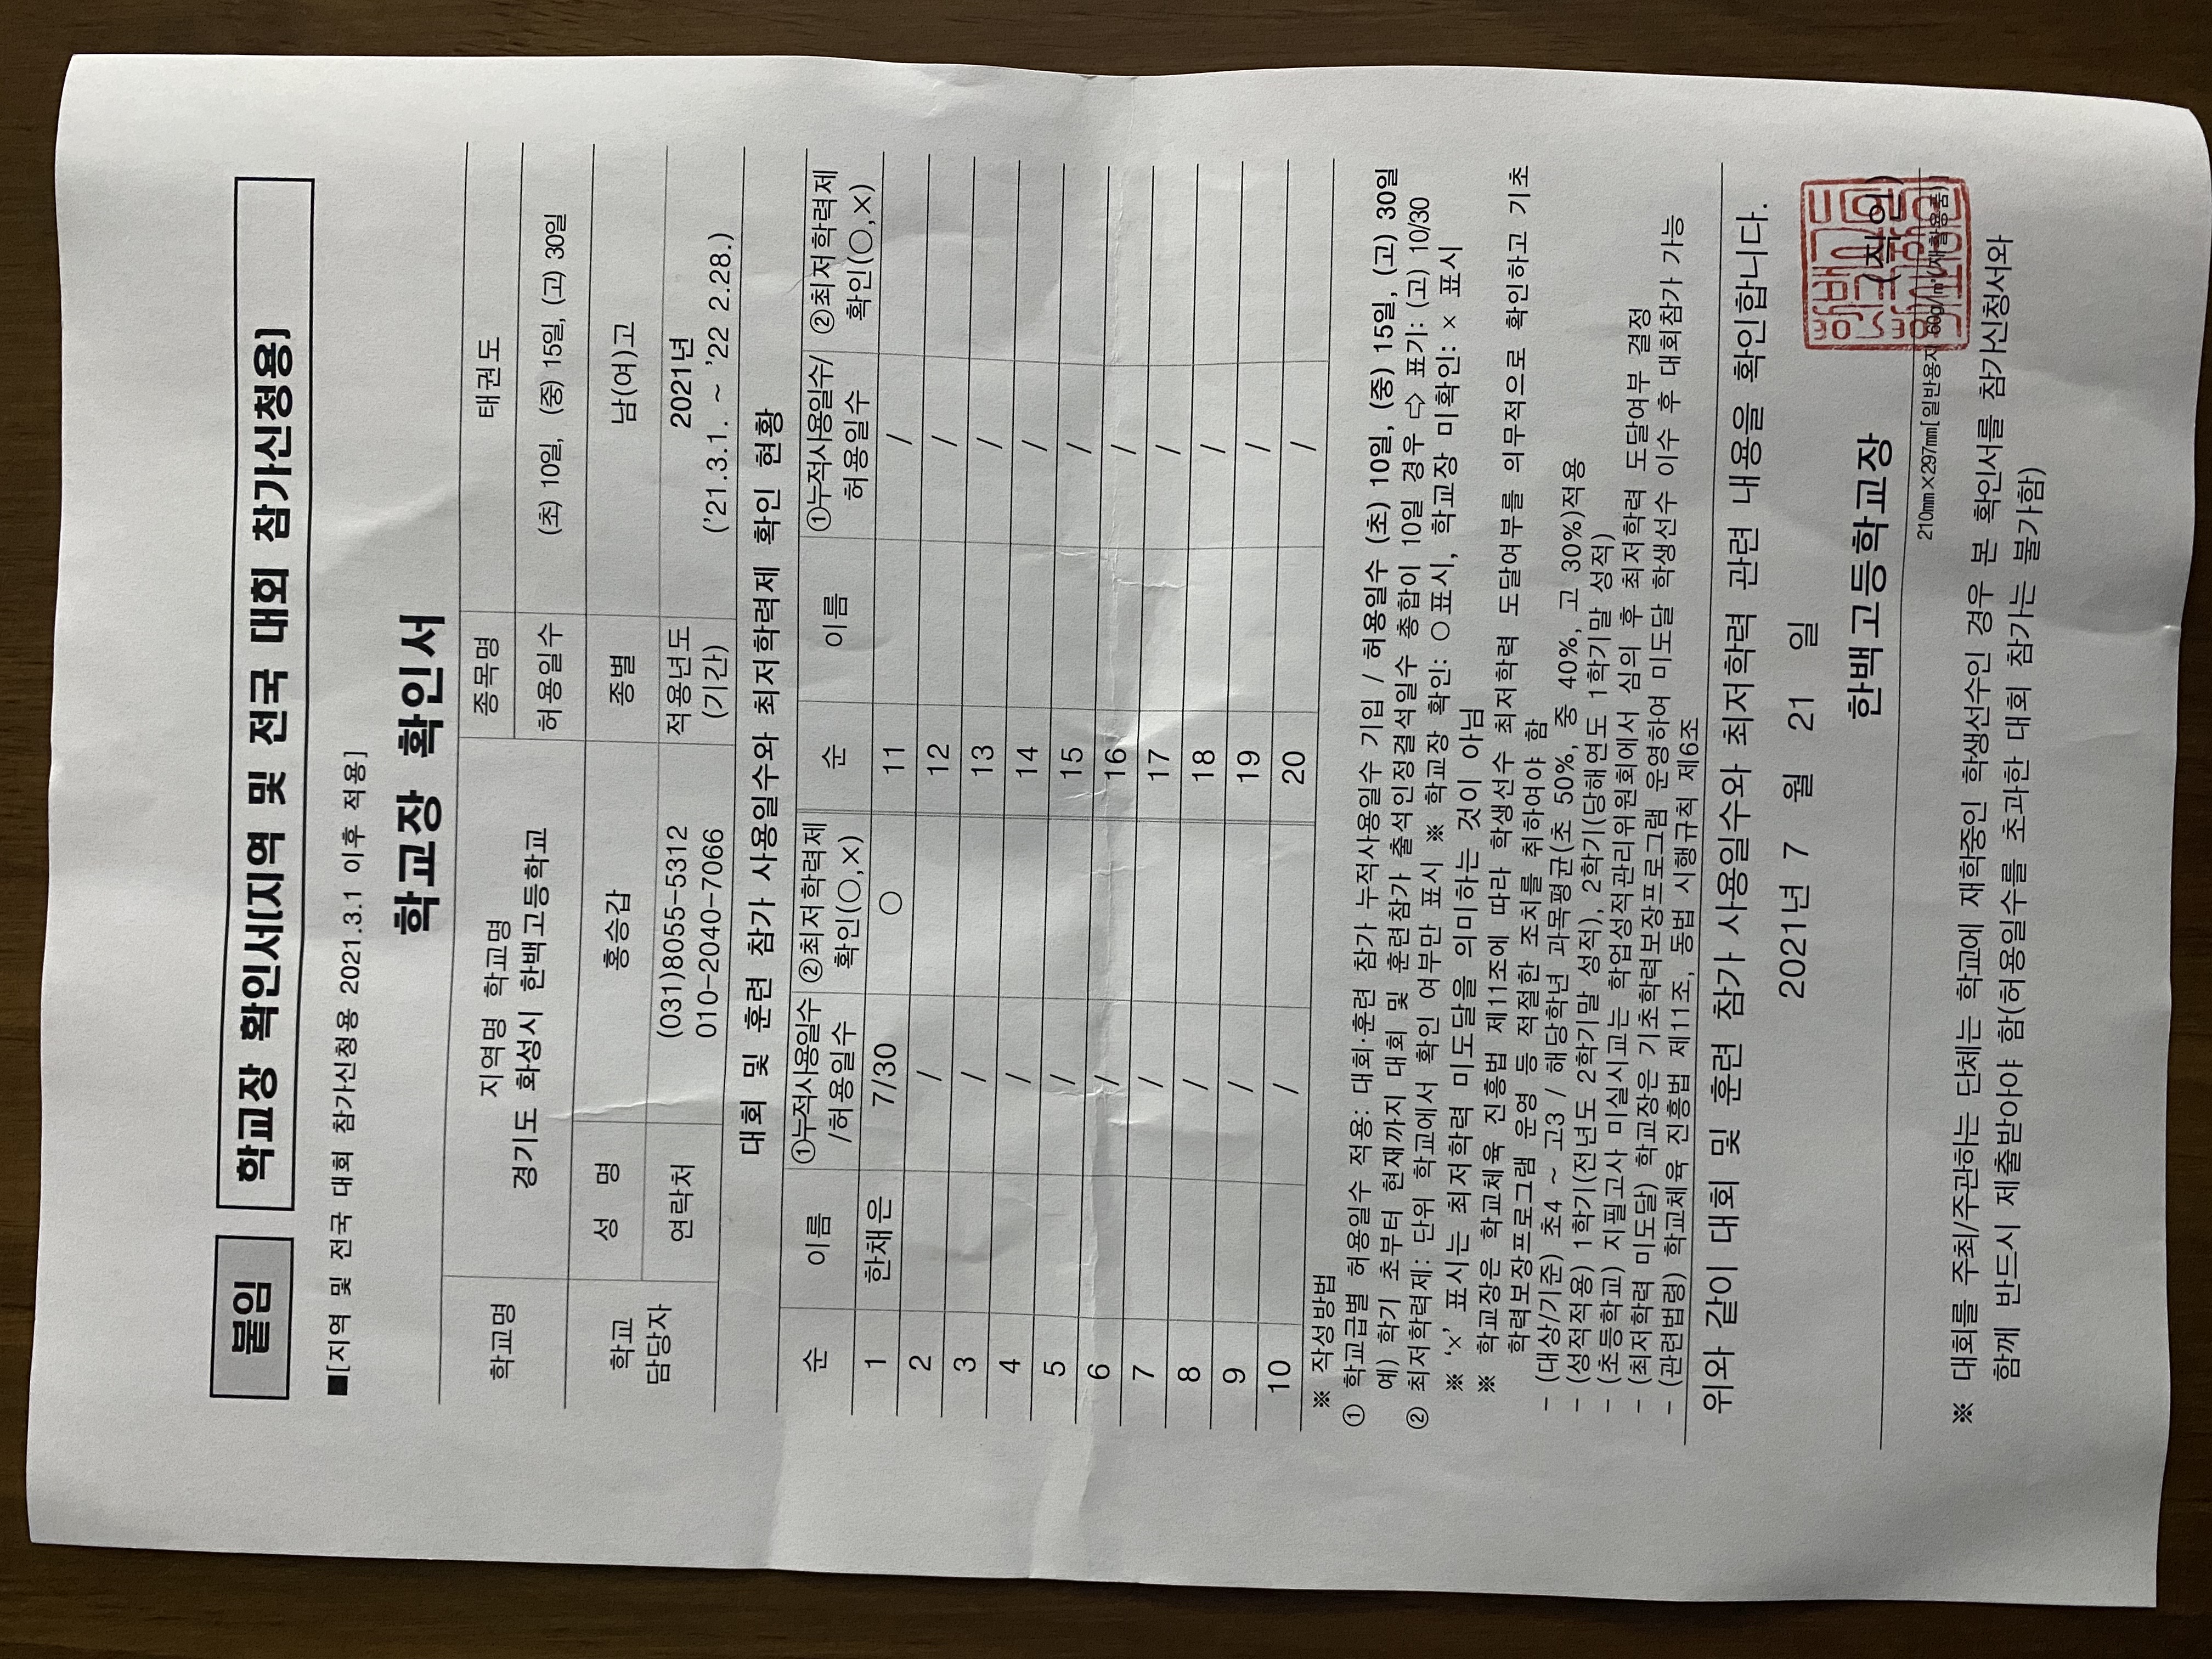 붙임 학교장 확인서[지역 및 전국 대회 참가신청용]
■[지역 및 전국 대회 참가신청용 2021.3.1 이후 적용]
학교장 확인서
학교명 지역명 학교명 종목명 태권도
경기도 화성시 한백고등학교 허용일수 (초) 10일, (중) 15일, (고) 30일
학교 담당자 성 명 홍승갑 종별 남(여)고
연락처 (031)8055-5312 적용년도 2021년
010-2040-7066 (기간) ('21.3.1. ~ '22 2.28.)
대회 및 훈련 참가 사용일수와 최저학력제 확인 현황
순 이름 ①누적사용일수 ②최저학력제 순 이름 ①누적사용일수/ ②최저학력제
/허용일수 확인(○,×) 허용일수 확인(○,×)
1 한채은 7/30 ○ 11 /
2 / 12 /
3 / 13 /
4 / 14 /
5 / 15 /
6 / 16 /
7 / 17 /
8 / 18 /
9 / 19 /
10 / 20 /
※ 작성방법
① 학교급별 허용일수 적용: 대회·훈련 참가 누적사용일수 기입 / 허용일수 (초) 10일, (중) 15일, (고) 30일
예) 학기 초부터 현재까지 대회 및 훈련참가 출석인정결석일수 총합이 10일 경우 ⇨ 표기: (고) 10/30
② 최저학력제: 단위 학교에서 확인 여부만 표시 ※ 학교장 확인: ○표시, 학교장 미확인: × 표시
※ '×' 표시는 최저학력 미도달을 의미하는 것이 아님
※ 학교장은 학교체육 진흥법 제11조에 따라 학생선수 최저학력 도달여부를 의무적으로 확인하고 기초
학력보장프로그램 운영 등 적절한 조치를 취하여야 함
- (대상/기준) 초4 ~ 고3 / 해당학년 과목평균(초 50%, 중 40%, 고 30%)적용
- (성적적용) 1학기(전년도 2학기말 성적), 2학기(당해연도 1학기말 성적)
- (초등학교) 지필고사 미실시교는 학업성적관리위원회에서 심의 후 최저학력 도달여부 결정
- (최저학력 미도달) 학교장은 기초학력보장프로그램 운영하여 미도달 학생선수 이수 후 대회참가 가능
- (관련법령) 학교체육 진흥법 제11조, 동법 시행규칙 제6조
위와 같이 대회 및 훈련 참가 사용일수와 최저학력 관련 내용을 확인합니다.
2021년 7 월 21 일
한백고등학교장 (직인)
210㎜×297㎜[일반용지 60g/㎡(재활용품)]
※ 대회를 주최/주관하는 단체는 학교에 재학중인 학생선수인 경우 본 확인서를 참가신청서와
함께 반드시 제출받아야 함(허용일수를 초과한 대회 참가는 불가함)